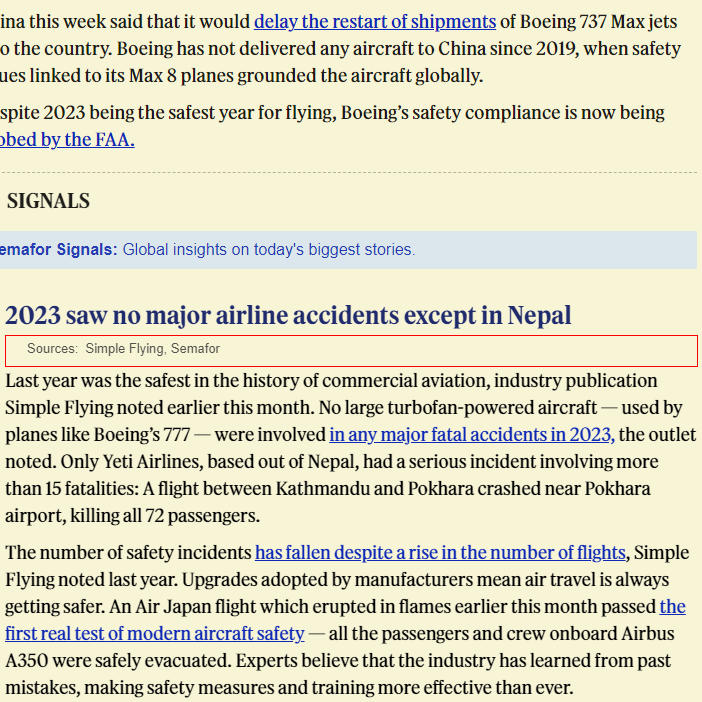 ina this week said that it would delay the restart of shipments of Boeing 737 Max jets
o the country. Boeing has not delivered any aircraft to China since 2019, when safety
ues linked to its Max 8 planes grounded the aircraft globally.
spite 2023 being the safest year for flying, Boeing's safety compliance is now being
obed by the FAA.
SIGNALS
emafor Signals: Global insights on today's biggest stories.
2023 saw no major airline accidents except in Nepal
Sources: Simple Flying, Semafor
Last year was the safest in the history of commercial aviation, industry publication
Simple Flying noted earlier this month. No large turbofan-powered aircraft — used by
planes like Boeing's 777 — were involved in any major fatal accidents in 2023, the outlet
noted. Only Yeti Airlines, based out of Nepal, had a serious incident involving more
than 15 fatalities: A flight between Kathmandu and Pokhara crashed near Pokhara
airport, killing all 72 passengers.
The number of safety incidents has fallen despite a rise in the number of flights, Simple
Flying noted last year. Upgrades adopted by manufacturers mean air travel is always
getting safer. An Air Japan flight which erupted in flames earlier this month passed the
first real test of modern aircraft safety — all the passengers and crew onboard Airbus
A350 were safely evacuated. Experts believe that the industry has learned from past
mistakes, making safety measures and training more effective than ever.